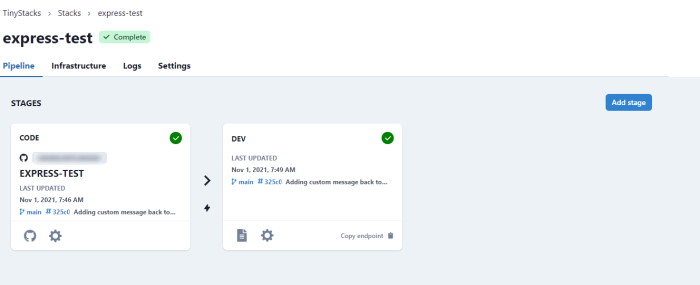 TinyStacks > Stacks > express-test
express-test Complete
Pipeline Infrastructure Logs Settings
STAGES Add stage
CODE
EXPRESS-TEST
LAST UPDATED
Nov 1, 2021, 7:46 AM
main # 325c0 Adding custom message back to...
DEV
LAST UPDATED
Nov 1, 2021, 7:49 AM
main # 325c0 Adding custom message back to...
Copy endpoint